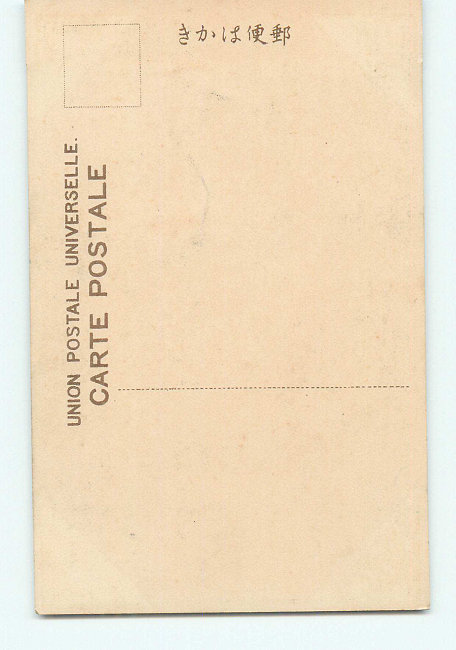 きかは便郵
UNION POSTALE UNIVERSELLE.
CARTE POSTALE